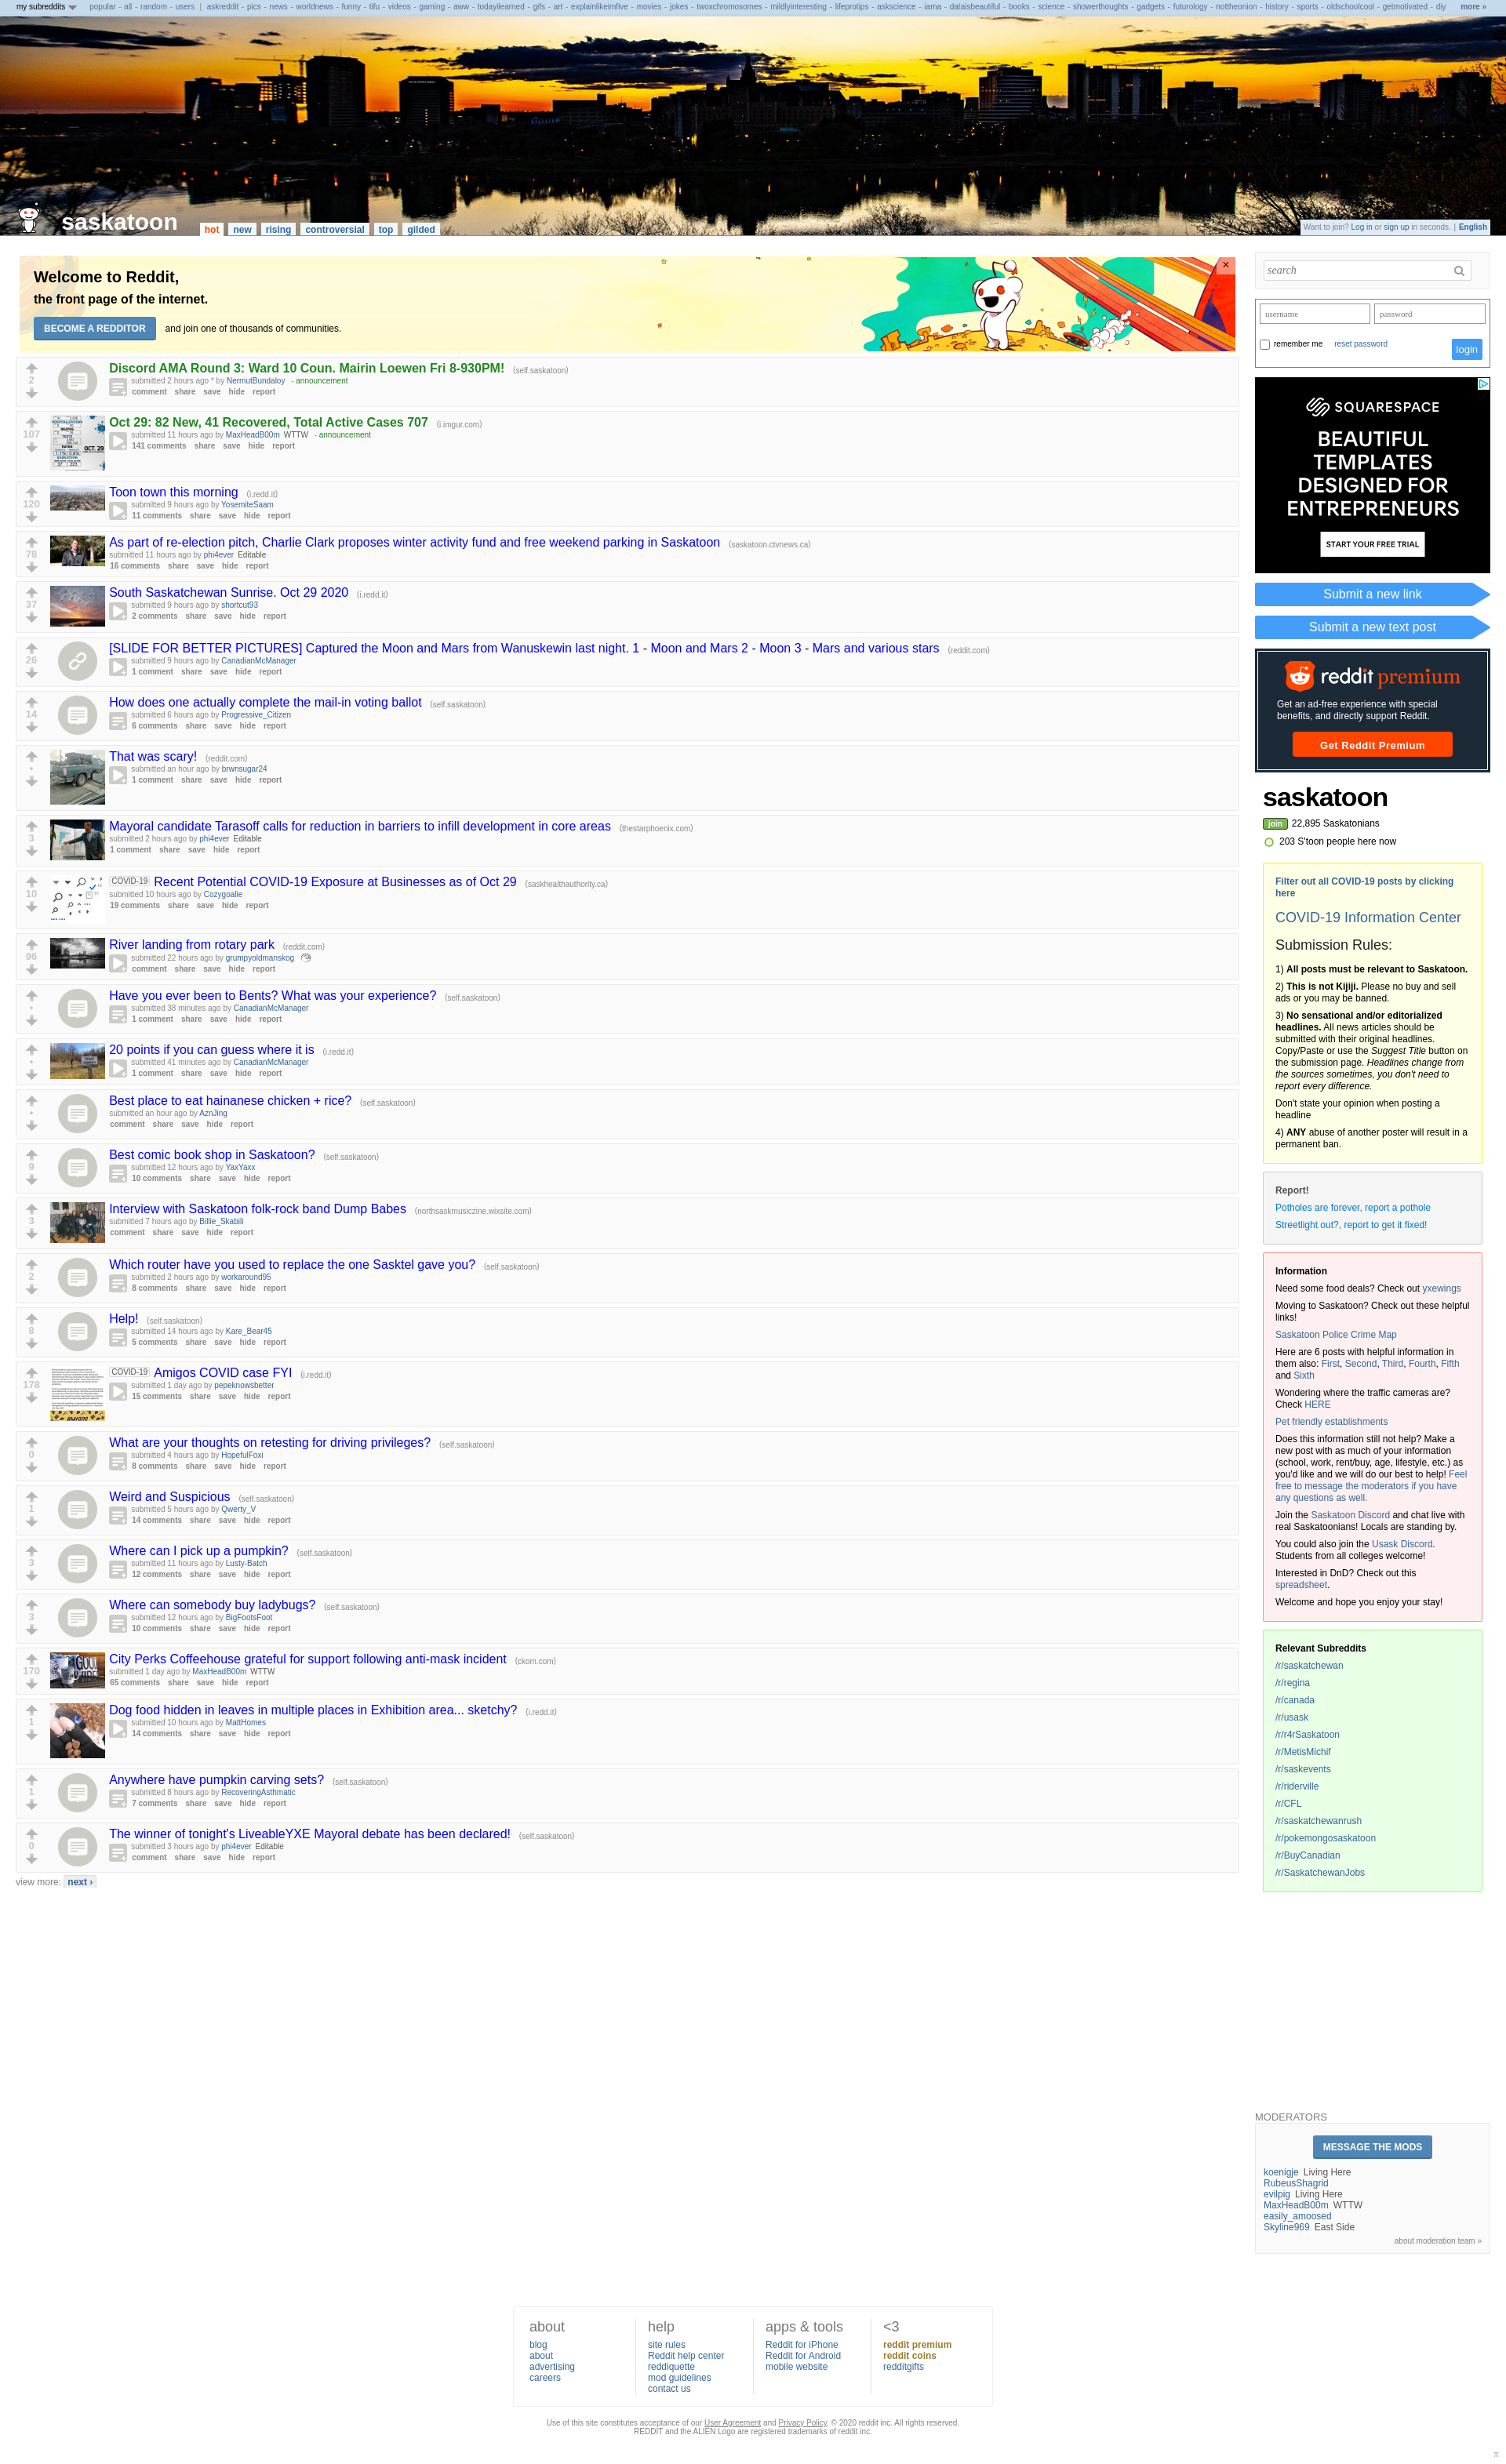 my subreddits popular - all - random - users | askreddit - pics - news - worldnews - funny - tifu - videos - gaming - aww - todayilearned - gifs - art - explainlikeimfive - movies - jokes - twoxchromosomes - mildlyinteresting - lifeprotips - askscience - iama - dataisbeautiful - books - science - showerthoughts - gadgets - futurology - nottheonion - history - sports - oldschoolcool - getmotivated - diy more »
saskatoon hot new rising controversial top gilded
Want to join? Log in or sign up in seconds. | English
Welcome to Reddit,
the front page of the internet.
BECOME A REDDITOR and join one of thousands of communities.
×
2
Discord AMA Round 3: Ward 10 Coun. Mairin Loewen Fri 8-930PM! (self.saskatoon)
submitted 2 hours ago * by NermutBundaloy - announcement
comment share save hide report
107
Oct 29: 82 New, 41 Recovered, Total Active Cases 707 (i.imgur.com)
submitted 11 hours ago by MaxHeadB00m WTTW - announcement
141 comments share save hide report
OCT. 29
120
Toon town this morning (i.redd.it)
submitted 9 hours ago by YosemiteSaam
11 comments share save hide report
78
As part of re-election pitch, Charlie Clark proposes winter activity fund and free weekend parking in Saskatoon (saskatoon.ctvnews.ca)
submitted 11 hours ago by phi4ever Editable
16 comments share save hide report
37
South Saskatchewan Sunrise. Oct 29 2020 (i.redd.it)
submitted 9 hours ago by shortcut93
2 comments share save hide report
26
[SLIDE FOR BETTER PICTURES] Captured the Moon and Mars from Wanuskewin last night. 1 - Moon and Mars 2 - Moon 3 - Mars and various stars (reddit.com)
submitted 9 hours ago by CanadianMcManager
1 comment share save hide report
14
How does one actually complete the mail-in voting ballot (self.saskatoon)
submitted 6 hours ago by Progressive_Citizen
6 comments share save hide report
•
That was scary! (reddit.com)
submitted an hour ago by brwnsugar24
1 comment share save hide report
3
Mayoral candidate Tarasoff calls for reduction in barriers to infill development in core areas (thestarphoenix.com)
submitted 2 hours ago by phi4ever Editable
1 comment share save hide report
10
COVID-19 Recent Potential COVID-19 Exposure at Businesses as of Oct 29 (saskhealthauthority.ca)
submitted 10 hours ago by Cozygoalie
19 comments share save hide report
96
River landing from rotary park (reddit.com)
submitted 22 hours ago by grumpyoldmanskog
comment share save hide report
•
Have you ever been to Bents? What was your experience? (self.saskatoon)
submitted 38 minutes ago by CanadianMcManager
1 comment share save hide report
•
20 points if you can guess where it is (i.redd.it)
submitted 41 minutes ago by CanadianMcManager
1 comment share save hide report
•
Best place to eat hainanese chicken + rice? (self.saskatoon)
submitted an hour ago by AznJing
comment share save hide report
9
Best comic book shop in Saskatoon? (self.saskatoon)
submitted 12 hours ago by YaxYaxx
10 comments share save hide report
3
Interview with Saskatoon folk-rock band Dump Babes (northsaskmusiczine.wixsite.com)
submitted 7 hours ago by Billie_Skabili
comment share save hide report
2
Which router have you used to replace the one Sasktel gave you? (self.saskatoon)
submitted 2 hours ago by workaround95
8 comments share save hide report
8
Help! (self.saskatoon)
submitted 14 hours ago by Kare_Bear45
5 comments share save hide report
178
COVID-19 Amigos COVID case FYI (i.redd.it)
submitted 1 day ago by pepeknowsbetter
15 comments share save hide report
0
What are your thoughts on retesting for driving privileges? (self.saskatoon)
submitted 4 hours ago by HopefulFoxi
8 comments share save hide report
1
Weird and Suspicious (self.saskatoon)
submitted 5 hours ago by Qwerty_V
14 comments share save hide report
3
Where can I pick up a pumpkin? (self.saskatoon)
submitted 11 hours ago by Lusty-Batch
12 comments share save hide report
3
Where can somebody buy ladybugs? (self.saskatoon)
submitted 12 hours ago by BigFootsFoot
10 comments share save hide report
170
City Perks Coffeehouse grateful for support following anti-mask incident (ckom.com)
submitted 1 day ago by MaxHeadB00m WTTW
65 comments share save hide report
1
Dog food hidden in leaves in multiple places in Exhibition area... sketchy? (i.redd.it)
submitted 10 hours ago by MattHomes
14 comments share save hide report
1
Anywhere have pumpkin carving sets? (self.saskatoon)
submitted 8 hours ago by RecoveringAsthmatic
7 comments share save hide report
0
The winner of tonight's LiveableYXE Mayoral debate has been declared! (self.saskatoon)
submitted 3 hours ago by phi4ever Editable
comment share save hide report
view more: next ›
search
username password
remember me reset password login
SQUARESPACE
BEAUTIFUL
TEMPLATES
DESIGNED FOR
ENTREPRENEURS
START YOUR FREE TRIAL
Submit a new link
Submit a new text post
reddit premium
Get an ad-free experience with special
benefits, and directly support Reddit.
Get Reddit Premium
saskatoon
join 22,895 Saskatonians
203 S'toon people here now
Filter out all COVID-19 posts by clicking
here
COVID-19 Information Center
Submission Rules:
1) All posts must be relevant to Saskatoon.
2) This is not Kijiji. Please no buy and sell
ads or you may be banned.
3) No sensational and/or editorialized
headlines. All news articles should be
submitted with their original headlines.
Copy/Paste or use the Suggest Title button on
the submission page. Headlines change from
the sources sometimes, you don't need to
report every difference.
Don't state your opinion when posting a
headline
4) ANY abuse of another poster will result in a
permanent ban.
Report!
Potholes are forever, report a pothole
Streetlight out?, report to get it fixed!
Information
Need some food deals? Check out yxewings
Moving to Saskatoon? Check out these helpful
links!
Saskatoon Police Crime Map
Here are 6 posts with helpful information in
them also: First, Second, Third, Fourth, Fifth
and Sixth
Wondering where the traffic cameras are?
Check HERE
Pet friendly establishments
Does this information still not help? Make a
new post with as much of your information
(school, work, rent/buy, age, lifestyle, etc.) as
you'd like and we will do our best to help! Feel
free to message the moderators if you have
any questions as well.
Join the Saskatoon Discord and chat live with
real Saskatoonians! Locals are standing by.
You could also join the Usask Discord.
Students from all colleges welcome!
Interested in DnD? Check out this
spreadsheet.
Welcome and hope you enjoy your stay!
Relevant Subreddits
/r/saskatchewan
/r/regina
/r/canada
/r/usask
/r/r4rSaskatoon
/r/MetisMichif
/r/saskevents
/r/riderville
/r/CFL
/r/saskatchewanrush
/r/pokemongosaskatoon
/r/BuyCanadian
/r/SaskatchewanJobs
MODERATORS
MESSAGE THE MODS
koenigje Living Here
RubeusShagrid
evilpig Living Here
MaxHeadB00m WTTW
easily_amoosed
Skyline969 East Side
about moderation team »
about
blog
about
advertising
careers
help
site rules
Reddit help center
reddiquette
mod guidelines
contact us
apps & tools
Reddit for iPhone
Reddit for Android
mobile website
<3
reddit premium
reddit coins
redditgifts
Use of this site constitutes acceptance of our User Agreement and Privacy Policy. © 2020 reddit inc. All rights reserved.
REDDIT and the ALIEN Logo are registered trademarks of reddit inc.
π